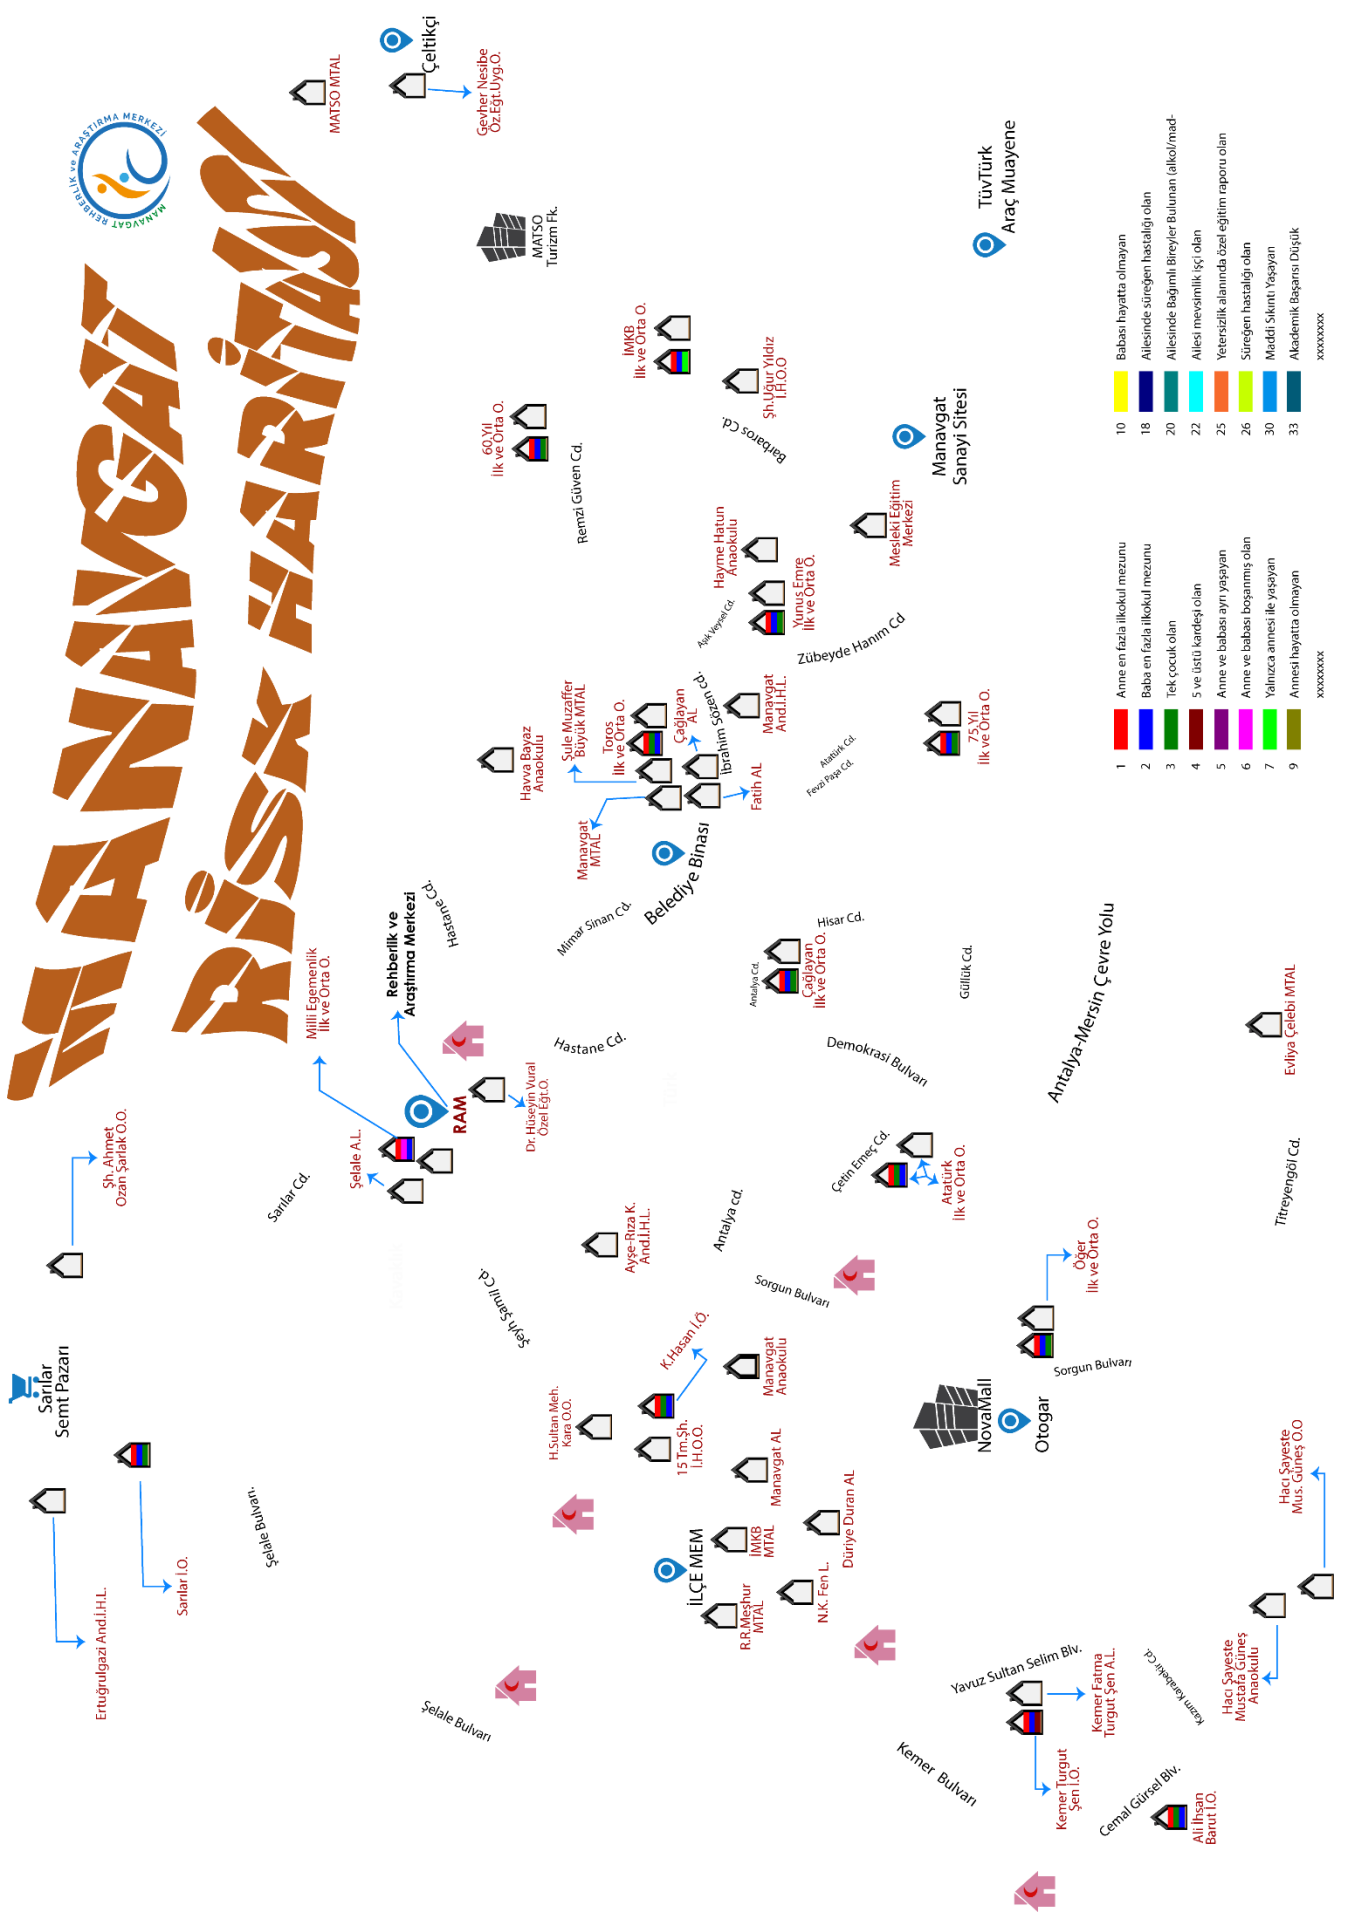 MANAVGAT
RİSK HARİTASI
MANAVGAT REHBERLİK ve ARAŞTIRMA MERKEZİ
Sarılar
Semt Pazarı
Ertuğrulgazi And.İ.H.L.
Sarılar İ.O.
Şelale Bulvarı.
Şh. Ahmet
Ozan Şarlak O.O.
Sarılar Cd.
Milli Egemenlik
İlk ve Orta O.
Şelale A.L.
Rehberlik ve
Araştırma Merkezi
RAM
Hastane Cd.
Dr. Hüseyin Vural
Özel Eğt.O.
Hastane Cd.
MATSO MTAL
Çeltikçi
Gevher Nesibe
Öz.Eğt.Uyg.O.
MATSO
Turizm Fk.
60.Yıl
İlk ve Orta O.
Remzi Güven Cd.
İMKB
İlk ve Orta O.
Şh.Uğur Yıldız
İ.H.O.O
Barbaros Cd.
Manavgat
Sanayi Sitesi
TüvTürk
Araç Muayene
Mesleki Eğitim
Merkezi
Hayme Hatun
Anaokulu
Aşık Veysel Cd.
Yunus Emre
İlk ve Orta O.
Zübeyde Hanım Cd
Havva Bayaz
Anaokulu
Şule Muzaffer
Büyük MTAL
Toros
İlk ve Orta O.
Çağlayan
AL
İbrahim Sözen cd.
Manavgat
And.İ.H.L.
Manavgat
MTAL
Fatih AL
Atatürk Cd.
Fevzi Paşa Cd.
75.Yıl
İlk ve Orta O.
Belediye Binası
Mimar Sinan Cd.
Hisar Cd.
Antalya Cd.
Çağlayan
İlk ve Orta O.
Güllük Cd.
Demokrasi Bulvarı
Antalya-Mersin Çevre Yolu
Evliya Çelebi MTAL
Titreyengöl Cd.
Çetin Emeç Cd.
Atatürk
İlk ve Orta O.
Ayşe-Rıza K.
And.İ.H.L.
Antalya cd.
Sorgun Bulvarı
Şeyh Şamil Cd.
Öğer
İlk ve Orta O.
Sorgun Bulvarı
NovaMall
Otogar
K.Hasan İ.Ö.
Manavgat
Anaokulu
H.Sultan Meh.
Kara O.O.
15 Tm.Şh.
İ.H.O.O.
Manavgat AL
Düriye Duran AL
İMKB
MTAL
İLÇE MEM
R.R.Meşhur
MTAL
N.K. Fen L.
Şelale Bulvarı
Hacı Şayeste
Mus. Güneş O.O
Hacı Şayeste
Mustafa Güneş
Anaokulu
Yavuz Sultan Selim Blv.
Kazım Karabekir Cd.
Kemer Fatma
Turgut Şen A.L.
Kemer Turgut
Şen İ.O.
Kemer Bulvarı
Cemal Gürsel Blv.
Ali İhsan
Barut İ.O.
1 Anne en fazla ilkokul mezunu
2 Baba en fazla ilkokul mezunu
3 Tek çocuk olan
4 5 ve üstü kardeşi olan
5 Anne ve babası ayrı yaşayan
6 Anne ve babası boşanmış olan
7 Yalnızca annesi ile yaşayan
9 Annesi hayatta olmayan
xxxxxxxx
10 Babası hayatta olmayan
18 Ailesinde süreğen hastalığı olan
20 Ailesinde Bağımlı Bireyler Bulunan (alkol/mad-
22 Ailesi mevsimlik işçi olan
25 Yetersizlik alanında özel eğitim raporu olan
26 Süreğen hastalığı olan
30 Maddi Sıkıntı Yaşayan
33 Akademik Başarısı Düşük
xxxxxxxx